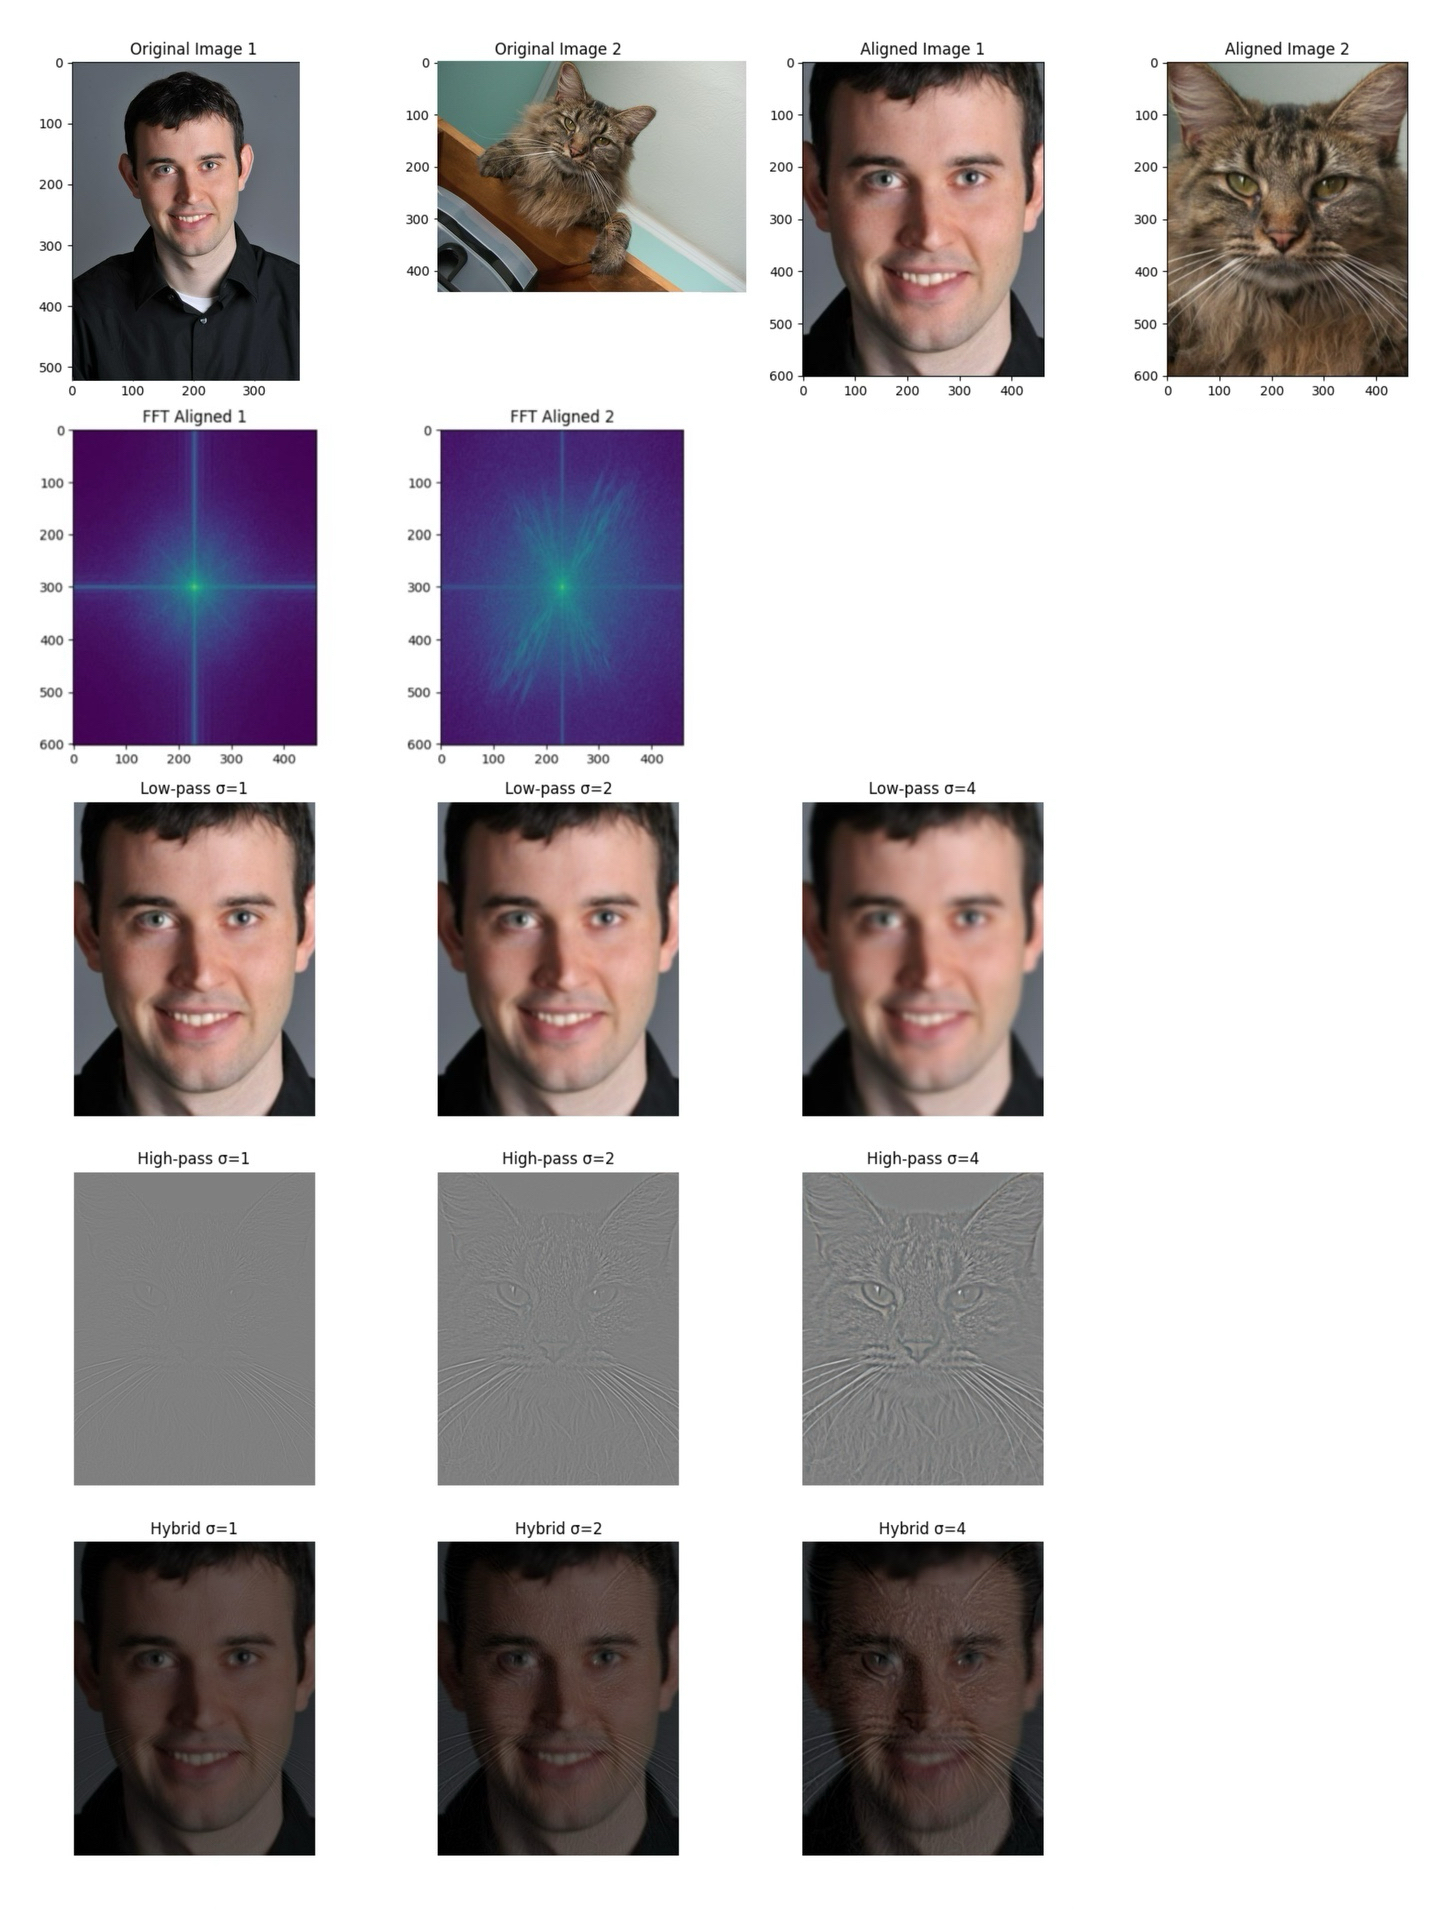 Original Image 1
Original Image 2
Aligned Image 1
Aligned Image 2
0
100
200
300
400
500
0 100 200 300
0
100
200
300
400
0
100
200
300
400
500
600
0 100 200 300 400
0
100
200
300
400
500
600
0 100 200 300 400
FFT Aligned 1
FFT Aligned 2
0
100
200
300
400
500
600
0 100 200 300 400
0
100
200
300
400
500
600
0 100 200 300 400
Low-pass σ=1
Low-pass σ=2
Low-pass σ=4
High-pass σ=1
High-pass σ=2
High-pass σ=4
Hybrid σ=1
Hybrid σ=2
Hybrid σ=4